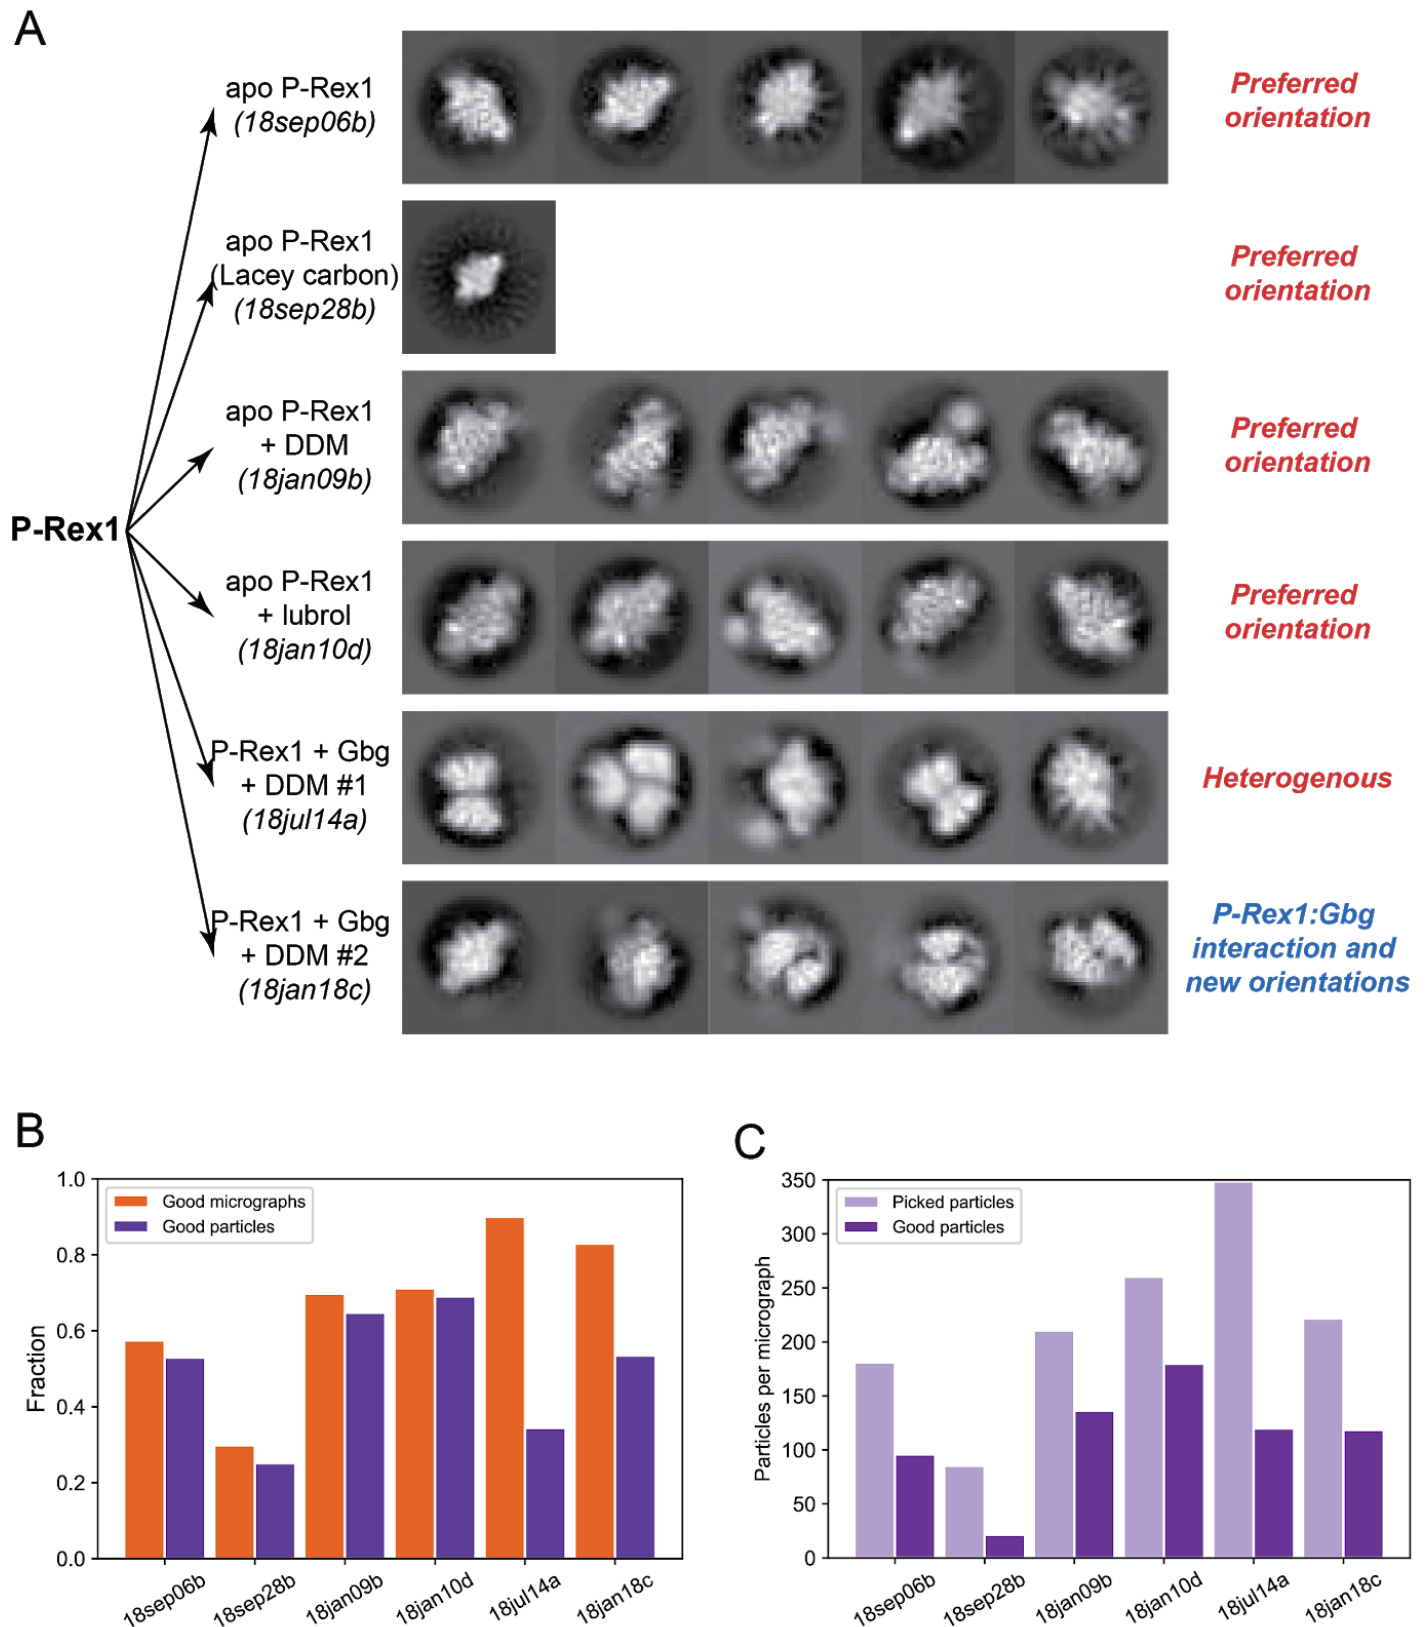 A
apo P-Rex1
(18sep06b)
Preferred
orientation
apo P-Rex1
(Lacey carbon)
(18sep28b)
Preferred
orientation
apo P-Rex1
+ DDM
(18jan09b)
Preferred
orientation
P-Rex1
apo P-Rex1
+ lubrol
(18jan10d)
Preferred
orientation
P-Rex1 + Gbg
+ DDM #1
(18jul14a)
Heterogenous
P-Rex1 + Gbg
+ DDM #2
(18jan18c)
P-Rex1:Gbg
interaction and
new orientations
B
Good micrographs
Good particles
Fraction
1.0
0.8
0.6
0.4
0.2
0.0
18sep06b
18sep28b
18jan09b
18jan10d
18jul14a
18jan18c
C
Picked particles
Good particles
Particles per micrograph
350
300
250
200
150
100
50
0
18sep06b
18sep28b
18jan09b
18jan10d
18jul14a
18jan18c